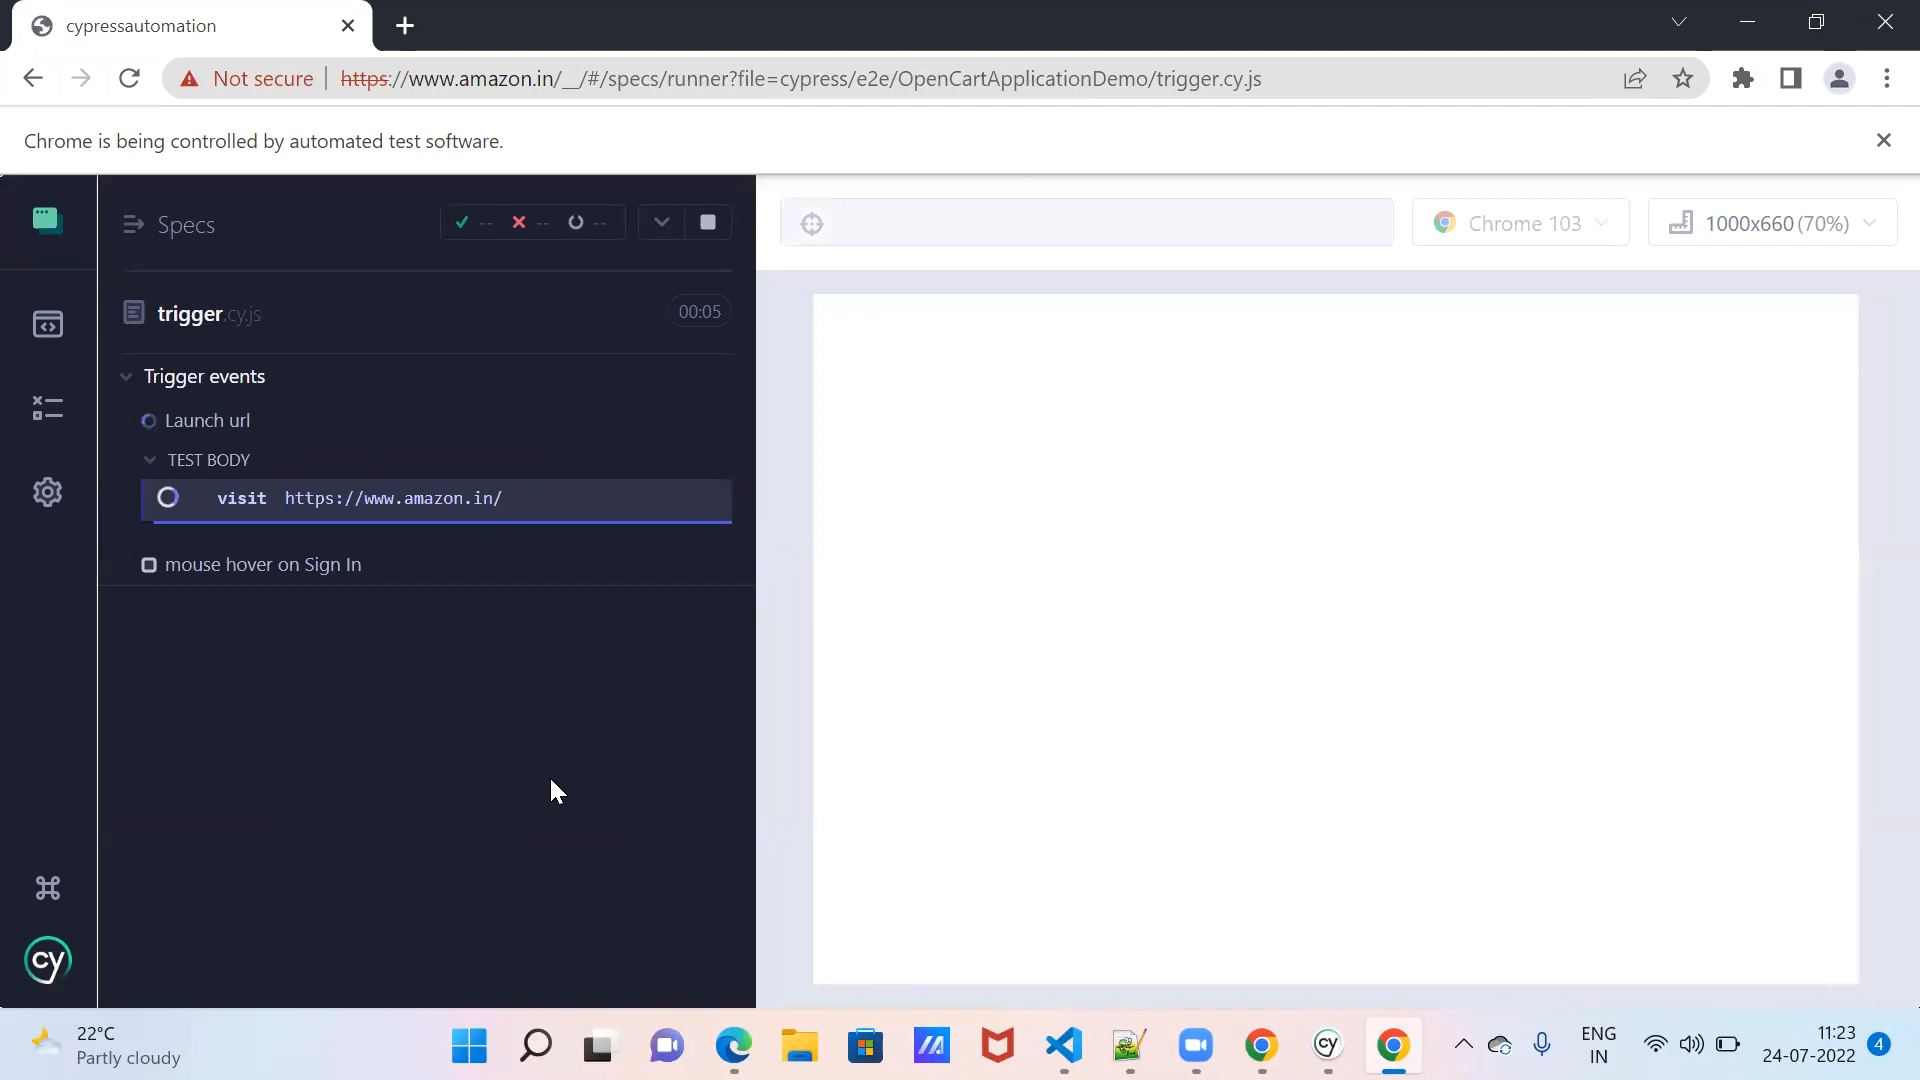 cypressautomation
Not secure
https://www.amazon.in/__/#/specs/runner?file=cypress/e2e/OpenCartApplicationDemo/trigger.cy.js
Chrome is being controlled by automated test software.
Specs
--
--
--
Chrome 103
1000x660 (70%)
trigger.cy.js
00:05
Trigger events
Launch url
TEST BODY
visit https://www.amazon.in/
mouse hover on Sign In
cy
22°C
Partly cloudy
cy
ENG
IN
11:23
24-07-2022
4